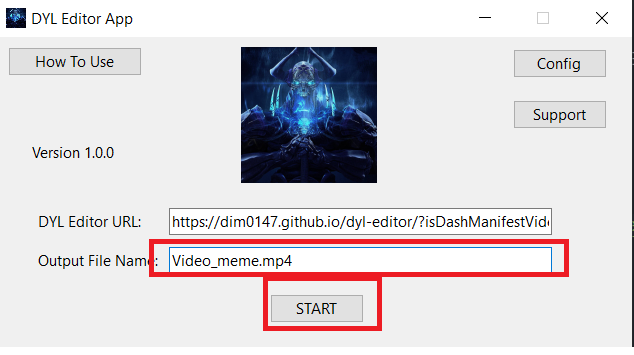 DYL Editor App
How To Use
Config
Support
Version 1.0.0
DYL Editor URL: https://dim0147.github.io/dyl-editor/?isDashManifestVide
Output File Name: Video_meme.mp4
START